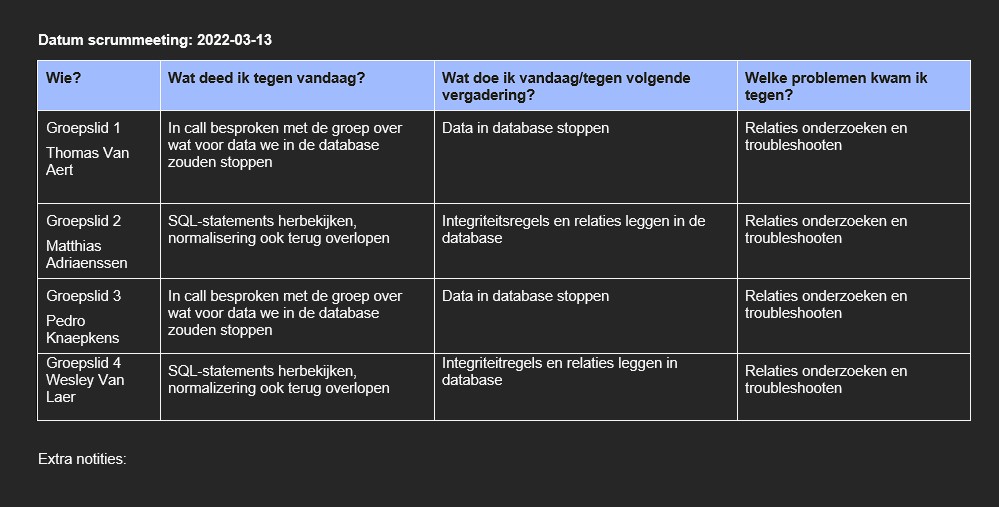 Datum scrummeeting: 2022-03-13
Wie?
Wat deed ik tegen vandaag?
Wat doe ik vandaag/tegen volgende
vergadering?
Welke problemen kwam ik
tegen?
Groepslid 1
Thomas Van
Aert
In call besproken met de groep over
wat voor data we in de database
zouden stoppen
Data in database stoppen
Relaties onderzoeken en
troubleshooten
Groepslid 2
Matthias
Adriaenssen
SQL-statements herbekijken,
normalisering ook terug overlopen
Integriteitsregels en relaties leggen in de
database
Relaties onderzoeken en
troubleshooten
Groepslid 3
Pedro
Knaepkens
In call besproken met de groep over
wat voor data we in de database
zouden stoppen
Data in database stoppen
Relaties onderzoeken en
troubleshooten
Groepslid 4
Wesley Van
Laer
SQL-statements herbekijken,
normalizering ook terug overlopen
Integriteitregels en relaties leggen in
database
Relaties onderzoeken en
troubleshooten
Extra notities: